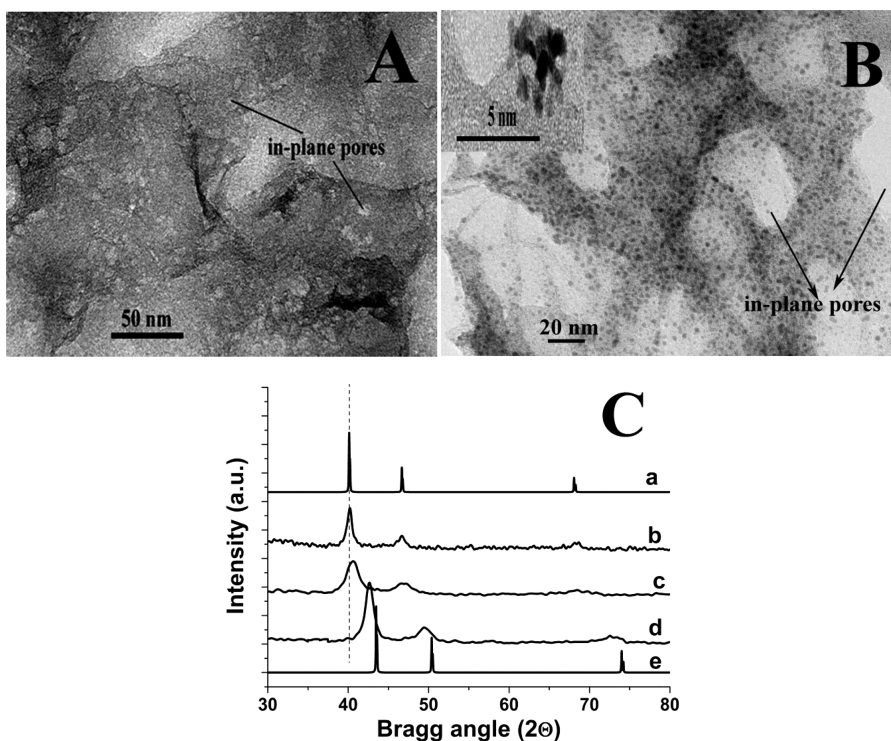 A
in-plane pores
50 nm
B
5 nm
in-plane pores
20 nm
C
Intensity (a.u.)
a
b
c
d
e
30 40 50 60 70 80
Bragg angle (2Θ)